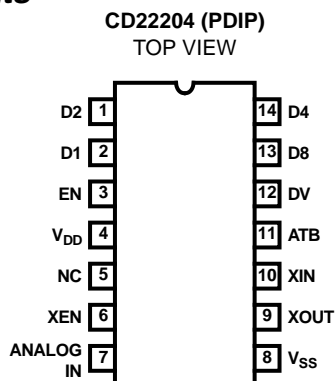 CD22204 (PDIP)
TOP VIEW
D2 1 14 D4
D1 2 13 D8
EN 3 12 DV
VDD 4 11 ATB
NC 5 10 XIN
XEN 6 9 XOUT
ANALOG IN 7 8 VSS